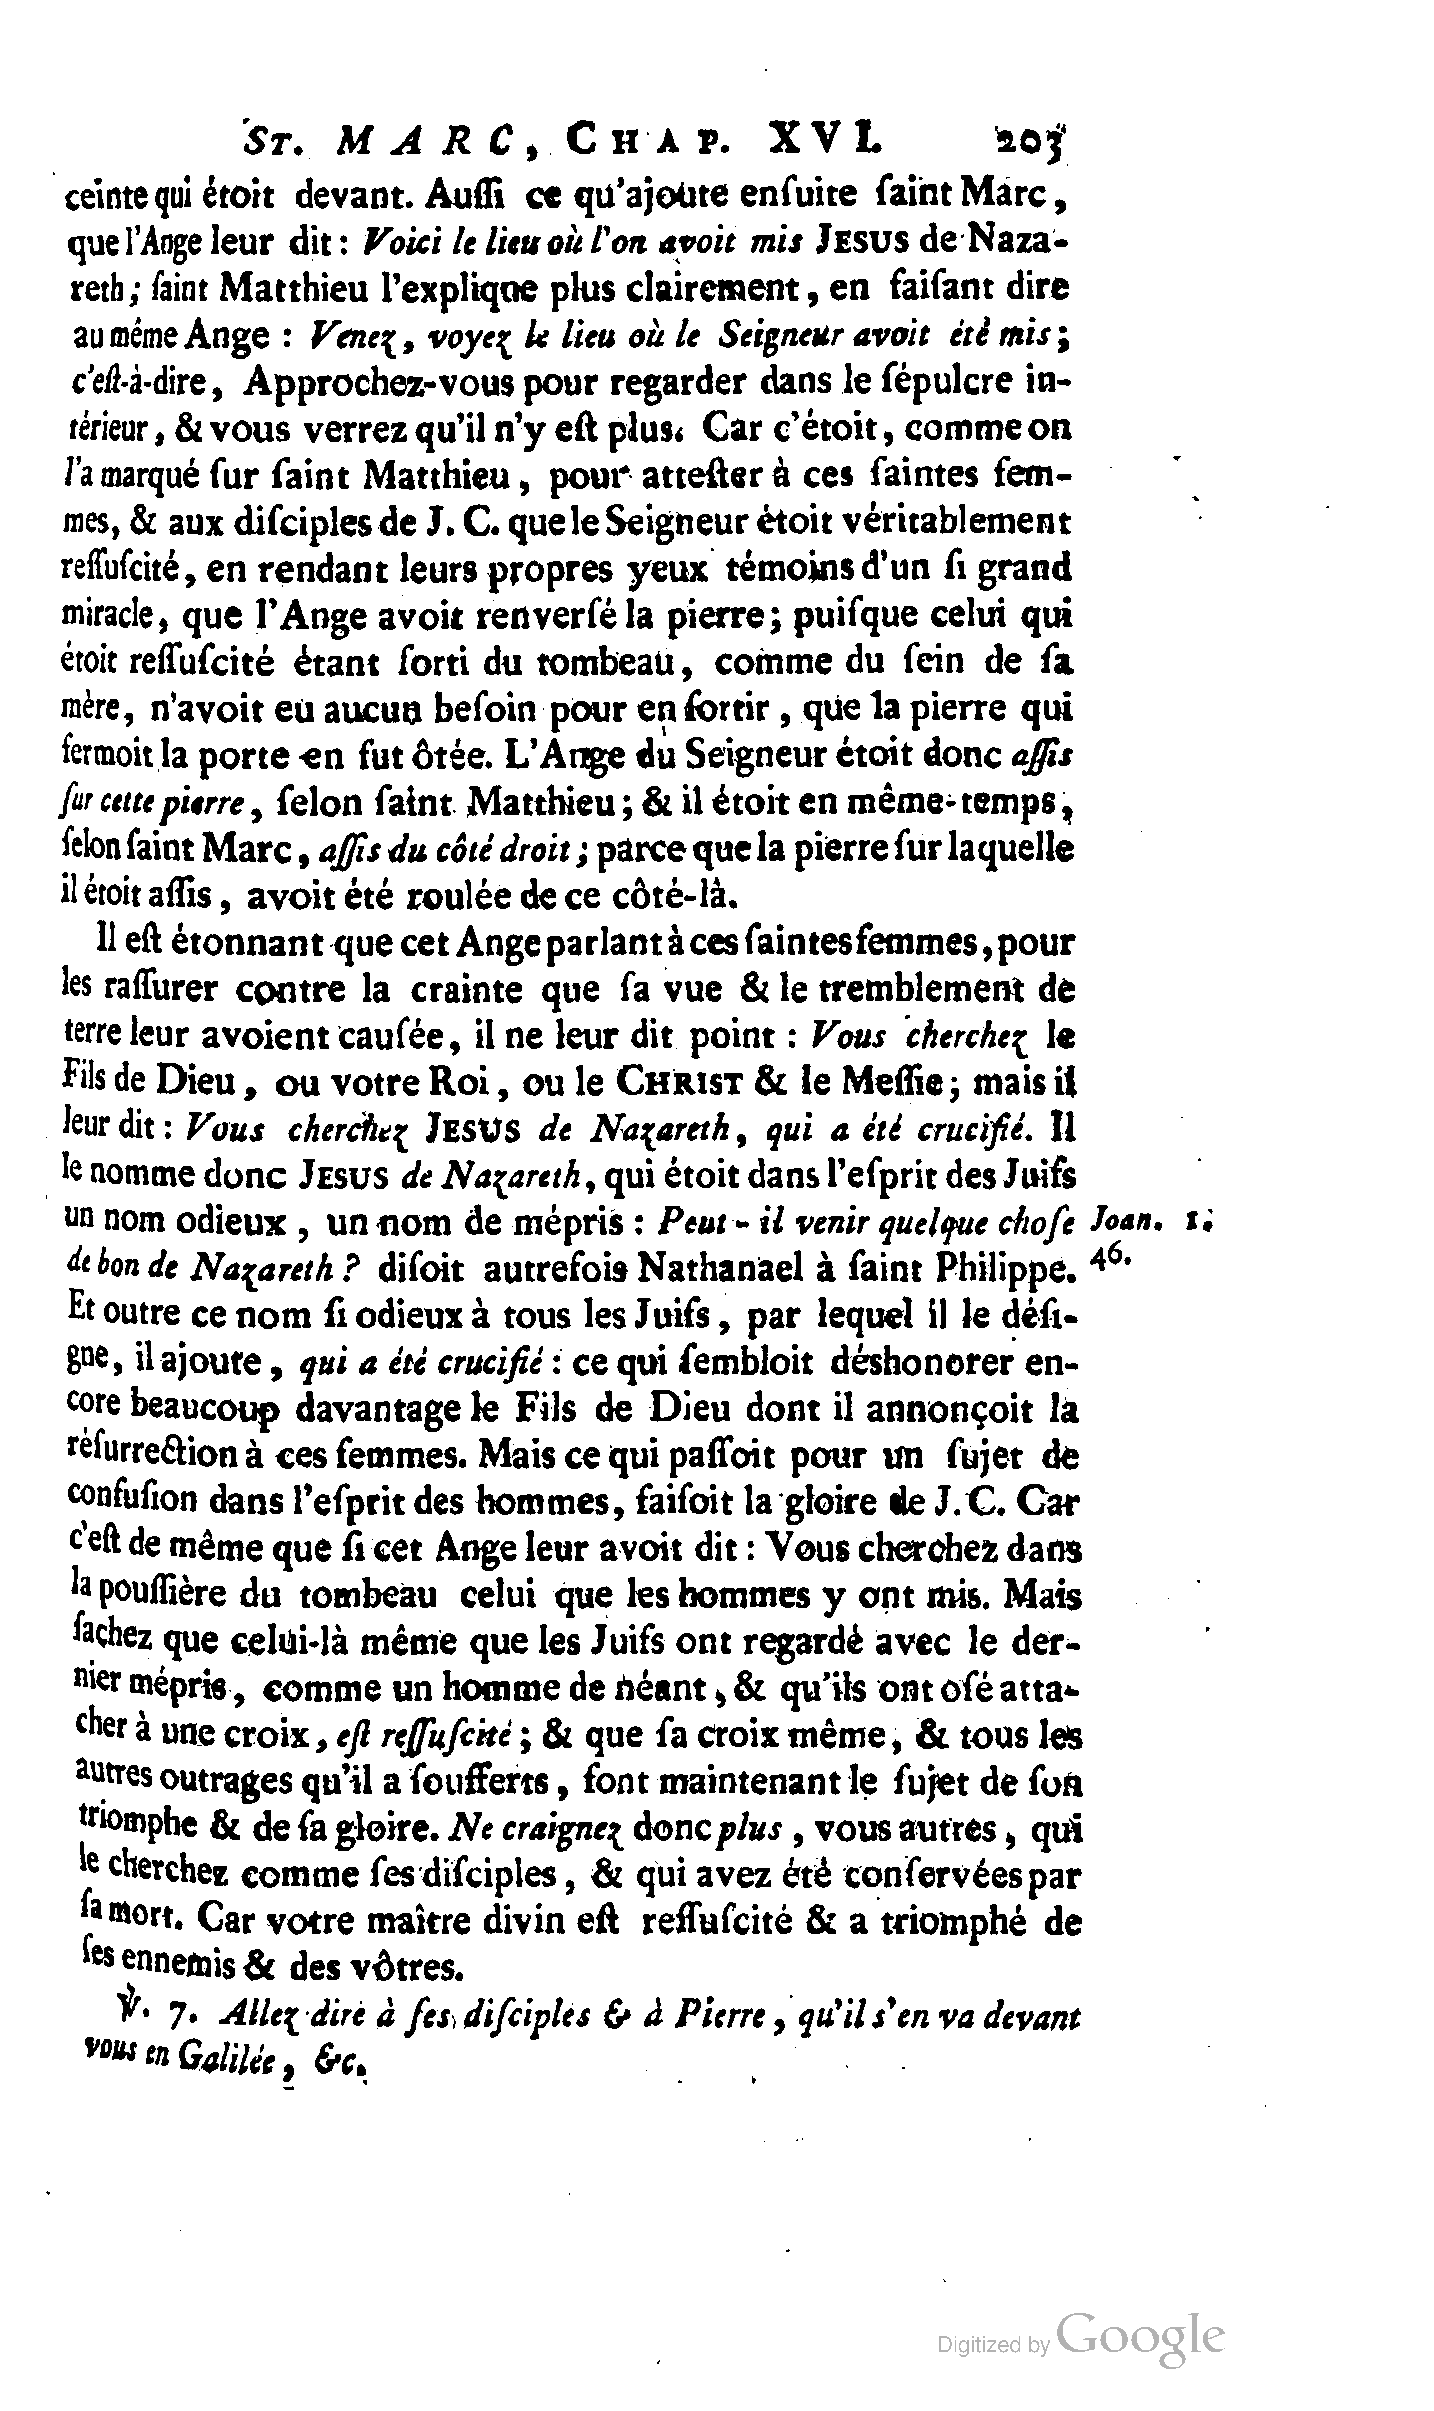 St. MARC, Chap. XVI. 203
ceinte qui étoit devant. Auſſi ce qu'ajoûte enſuite ſaint Marc,
que l'Ange leur dit : Voici le lieu où l'on avoit mis Jesus de Naza-
reth ; ſaint Matthieu l'explique plus clairement, en faiſant dire
au même Ange : Venez, voyez le lieu où le Seigneur avoit été mis ;
c'eſt-à-dire, Approchez-vous pour regarder dans le ſépulcre in-
térieur, & vous verrez qu'il n'y eſt plus. Car c'étoit, comme on
l'a marqué ſur ſaint Matthieu, pour atteſter à ces ſaintes fem-
mes, & aux diſciples de J. C. que le Seigneur étoit véritablement
reſſuſcité, en rendant leurs propres yeux témoins d'un ſi grand
miracle, que l'Ange avoit renverſé la pierre ; puiſque celui qui
étoit reſſuſcité étant ſorti du tombeau, comme du ſein de ſa
mère, n'avoit eu aucun beſoin pour en ſortir, que la pierre qui
fermoit la porte en fut ôtée. L'Ange du Seigneur étoit donc aſſis
ſur cette pierre, ſelon ſaint Matthieu ; & il étoit en même-temps,
ſelon ſaint Marc, aſſis du côté droit ; parce que la pierre ſur laquelle
il étoit aſſis, avoit été roulée de ce côté-là.
Il eſt étonnant que cet Ange parlant à ces ſaintes femmes, pour
les raſſurer contre la crainte que ſa vue & le tremblement de
terre leur avoient cauſée, il ne leur dit point : Vous cherchez le
Fils de Dieu, ou votre Roi, ou le Christ & le Meſſie ; mais il
leur dit : Vous cherchez Jesus de Nazareth, qui a été crucifié. Il
le nomme donc Jesus de Nazareth, qui étoit dans l'eſprit des Juifs
un nom odieux, un nom de mépris : Peut-il venir quelque choſe Joan. 1.
de bon de Nazareth ? diſoit autrefois Nathanael à ſaint Philippe. 46.
Et outre ce nom ſi odieux à tous les Juifs, par lequel il le déſi-
gne, il ajoute, qui a été crucifié : ce qui ſembloit déshonorer en-
core beaucoup davantage le Fils de Dieu dont il annonçoit la
réſurrection à ces femmes. Mais ce qui paſſoit pour un ſujet de
confuſion dans l'eſprit des hommes, faiſoit la gloire de J. C. Car
c'eſt de même que ſi cet Ange leur avoit dit : Vous cherchez dans
la pouſſière du tombeau celui que les hommes y ont mis. Mais
ſachez que celui-là même que les Juifs ont regardé avec le der-
nier mépris, comme un homme de néant, & qu'ils ont oſé atta-
cher à une croix, eſt reſſuſcité ; & que ſa croix même, & tous les
autres outrages qu'il a ſoufferts, font maintenant le ſujet de ſon
triomphe & de ſa gloire. Ne craignez donc plus, vous autres, qui
le cherchez comme ſes diſciples, & qui avez été conſervées par
ſa mort. Car votre maître divin eſt reſſuſcité & a triomphé de
ſes ennemis & des vôtres.
℣. 7. Allez dire à ſes diſciples & à Pierre, qu'il s'en va devant
vous en Galilée, &c.
Digitized by Google